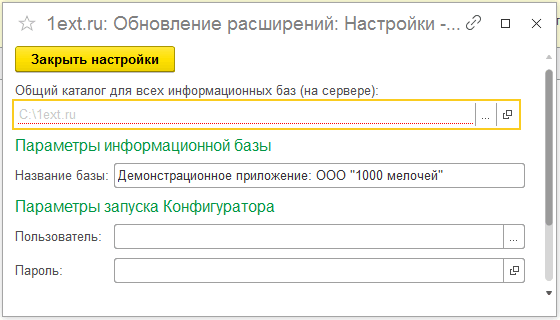 1ext.ru: Обновление расширений: Настройки -...
Закрыть настройки
Общий каталог для всех информационных баз (на сервере):
C:\1ext.ru ...
Параметры информационной базы
Название базы: Демонстрационное приложение: ООО "1000 мелочей"
Параметры запуска Конфигуратора
Пользователь: ...
Пароль: